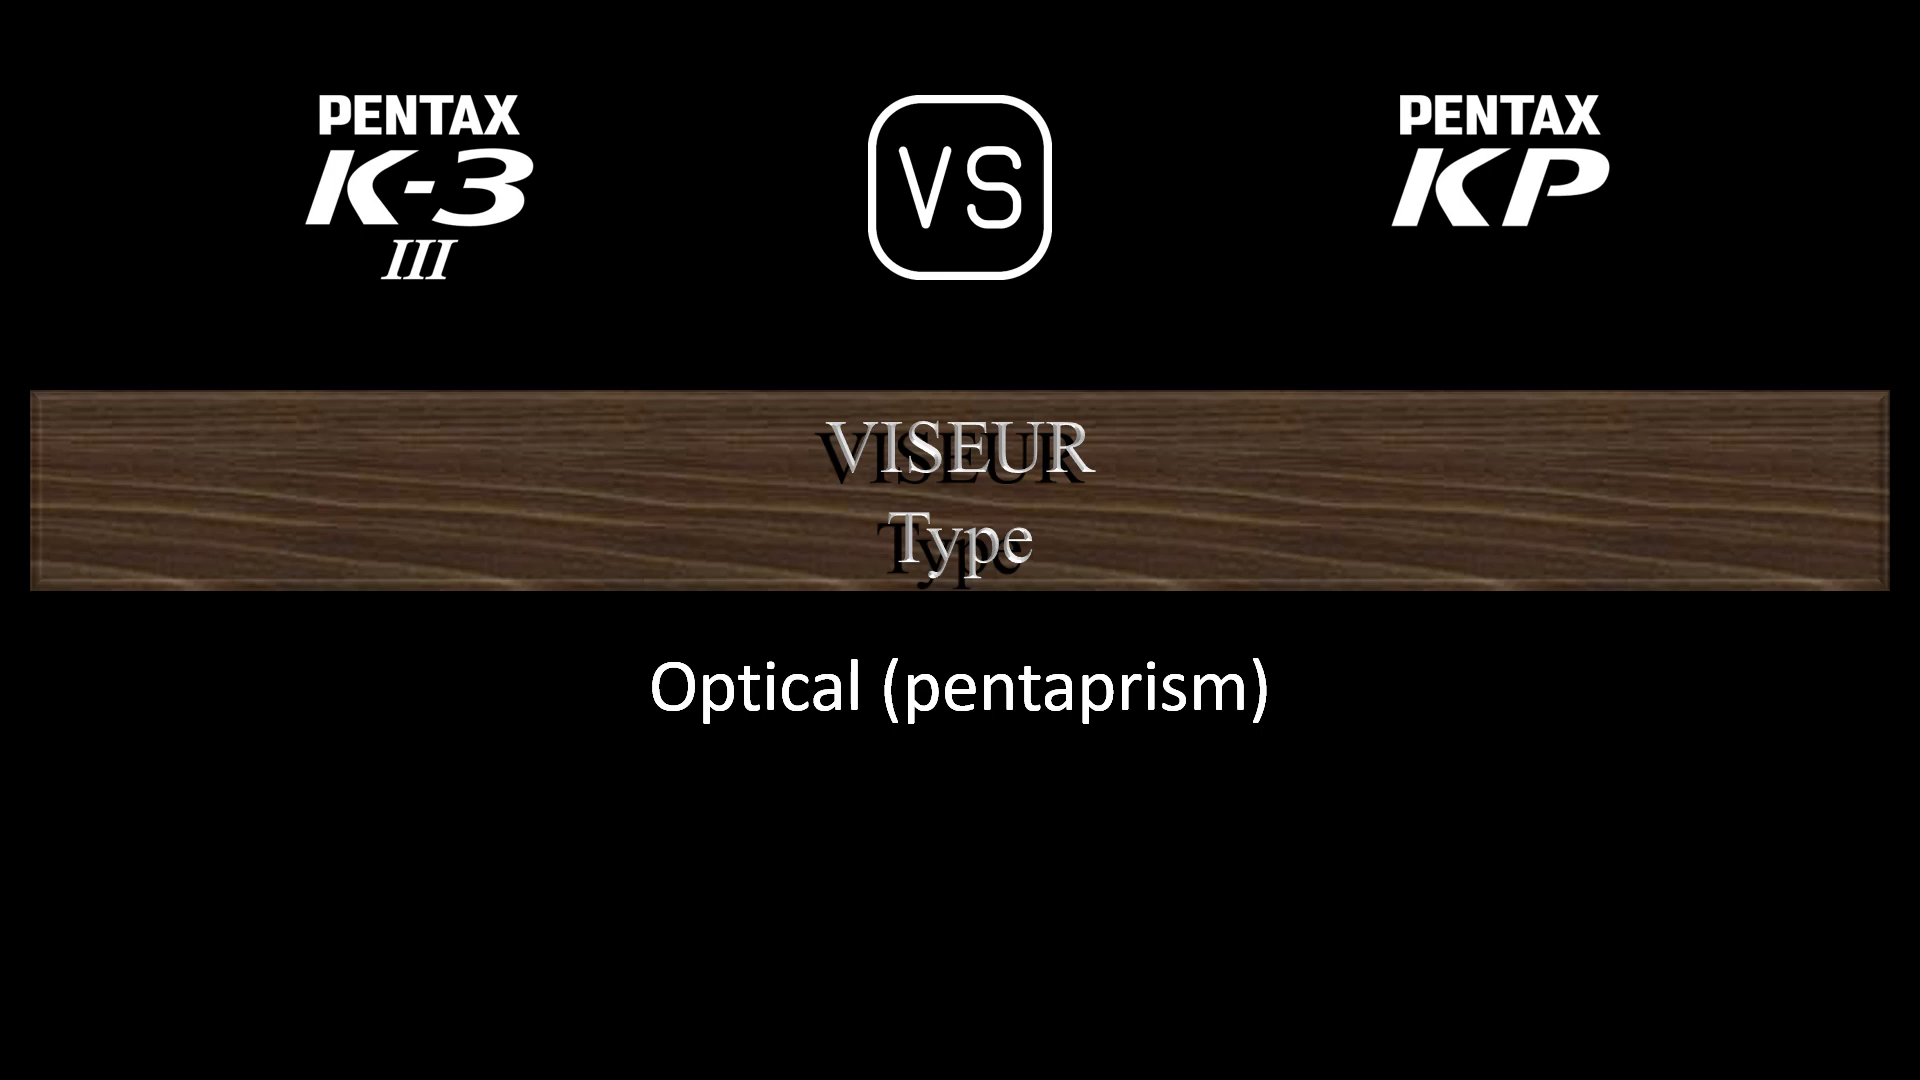 PENTAX
K-3
III
VS
PENTAX
KP
VISEUR
Type
Optical (pentaprism)